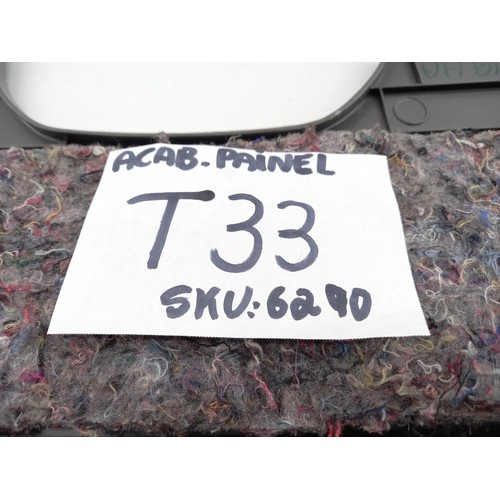 ACAB. PAINEL
T33
SKU: 6290